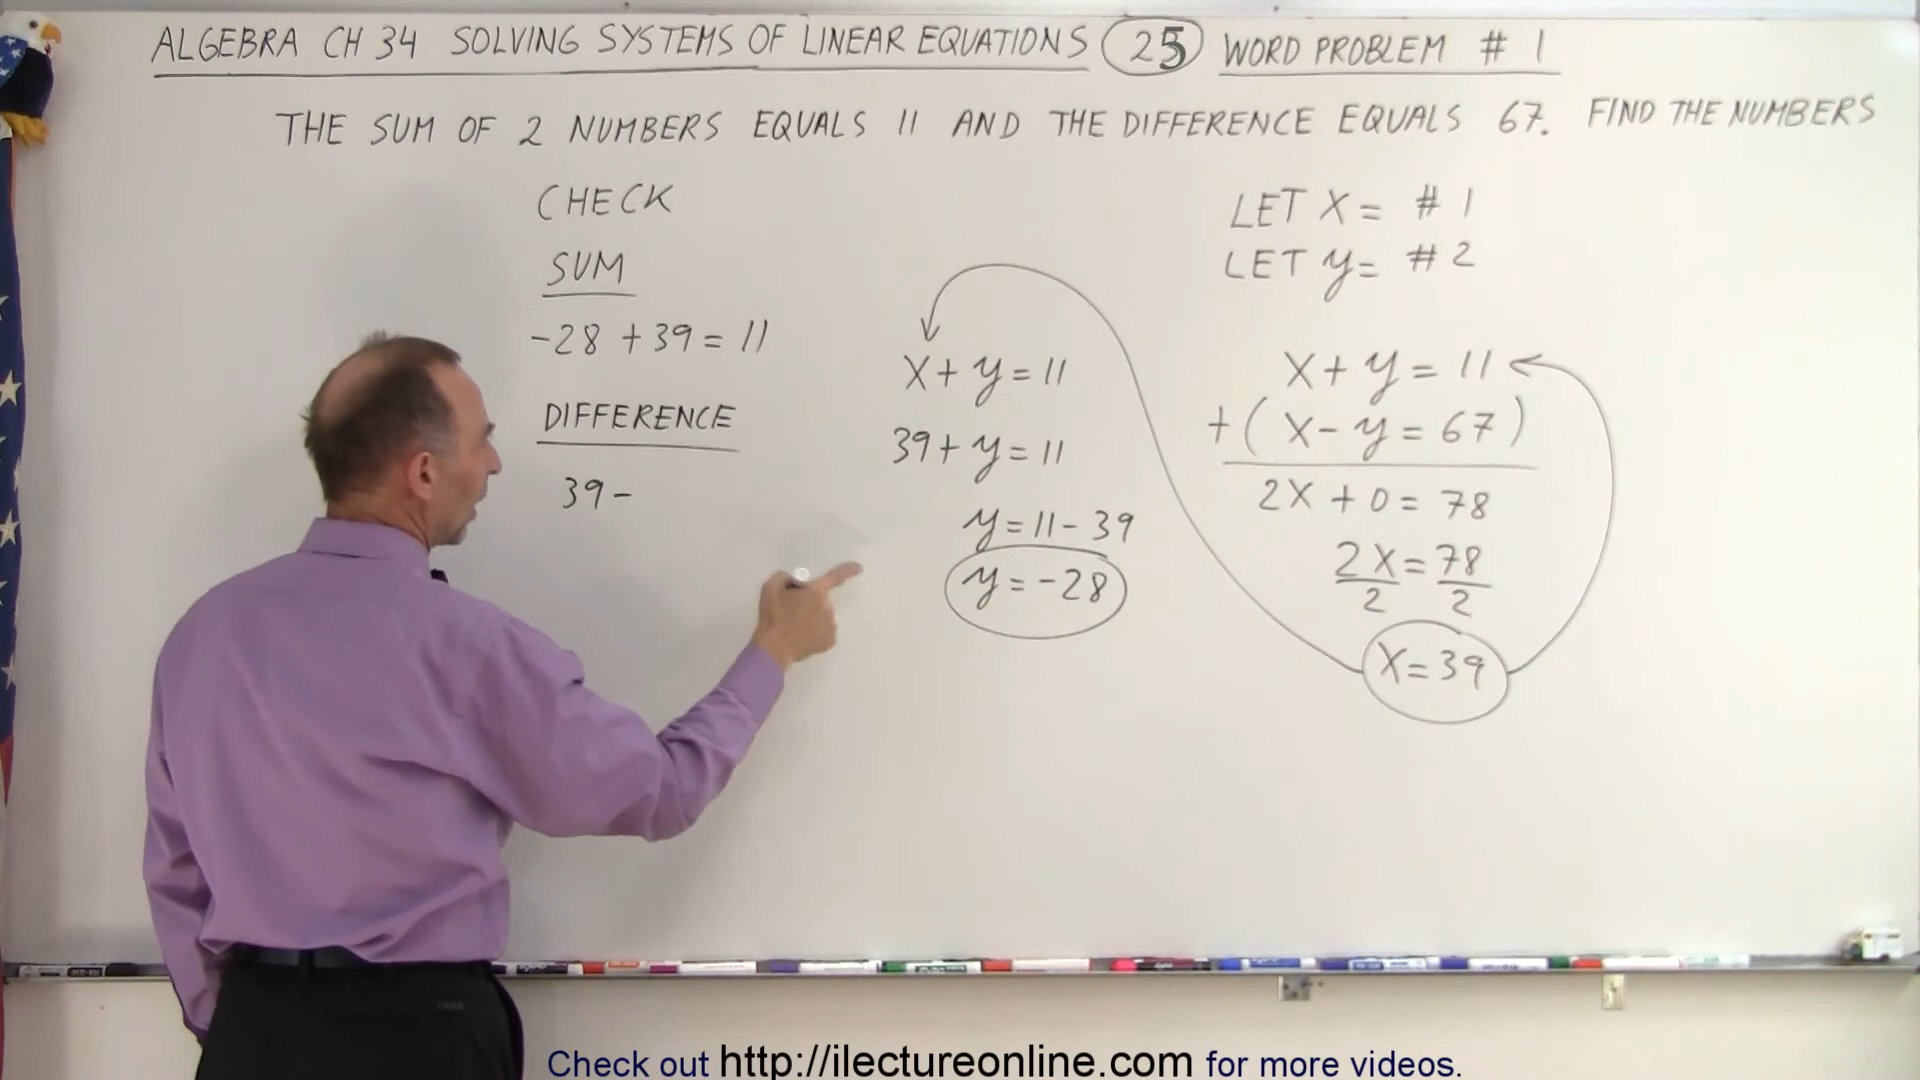 ALGEBRA CH 34 SOLVING SYSTEMS OF LINEAR EQUATIONS 25 WORD PROBLEM # 1
THE SUM OF 2 NUMBERS EQUALS 11 AND THE DIFFERENCE EQUALS 67. FIND THE NUMBERS
CHECK
SUM
-28 + 39 = 11
DIFFERENCE
39 -
x + y = 11
39 + y = 11
y = 11 - 39
y = -28
LET X = # 1
LET y = # 2
x + y = 11
+ ( x - y = 67 )
2x + 0 = 78
2x = 78
2 2
x = 39
Check out http://ilectureonline.com for more videos.